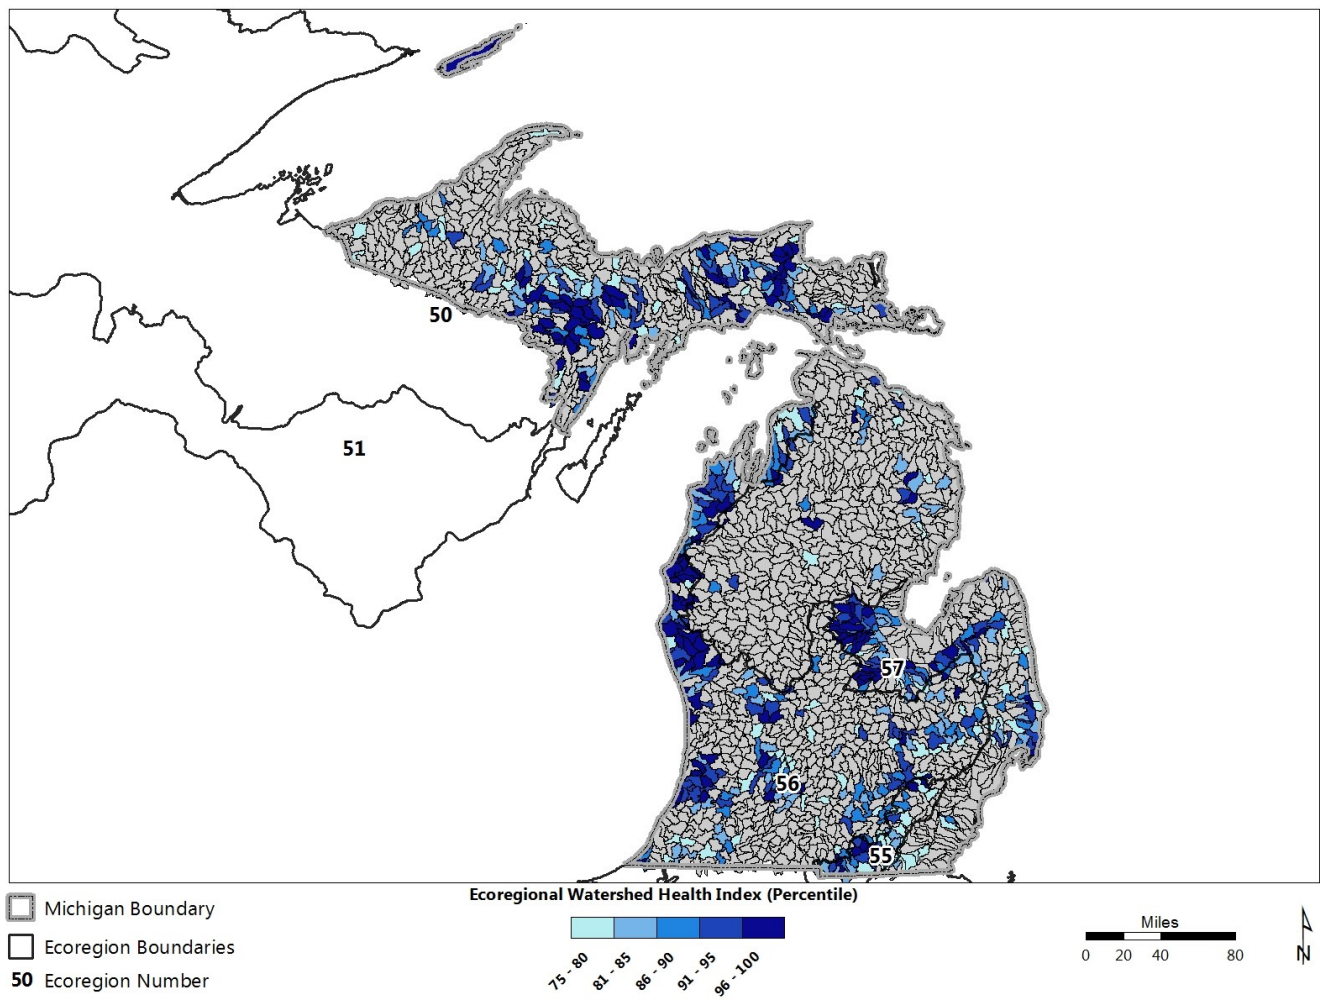 50
51
57
56
55
Michigan Boundary
Ecoregion Boundaries
50 Ecoregion Number
Ecoregional Watershed Health Index (Percentile)
75 - 80
81 - 85
86 - 90
91 - 95
96 - 100
Miles
0 20 40 80
N